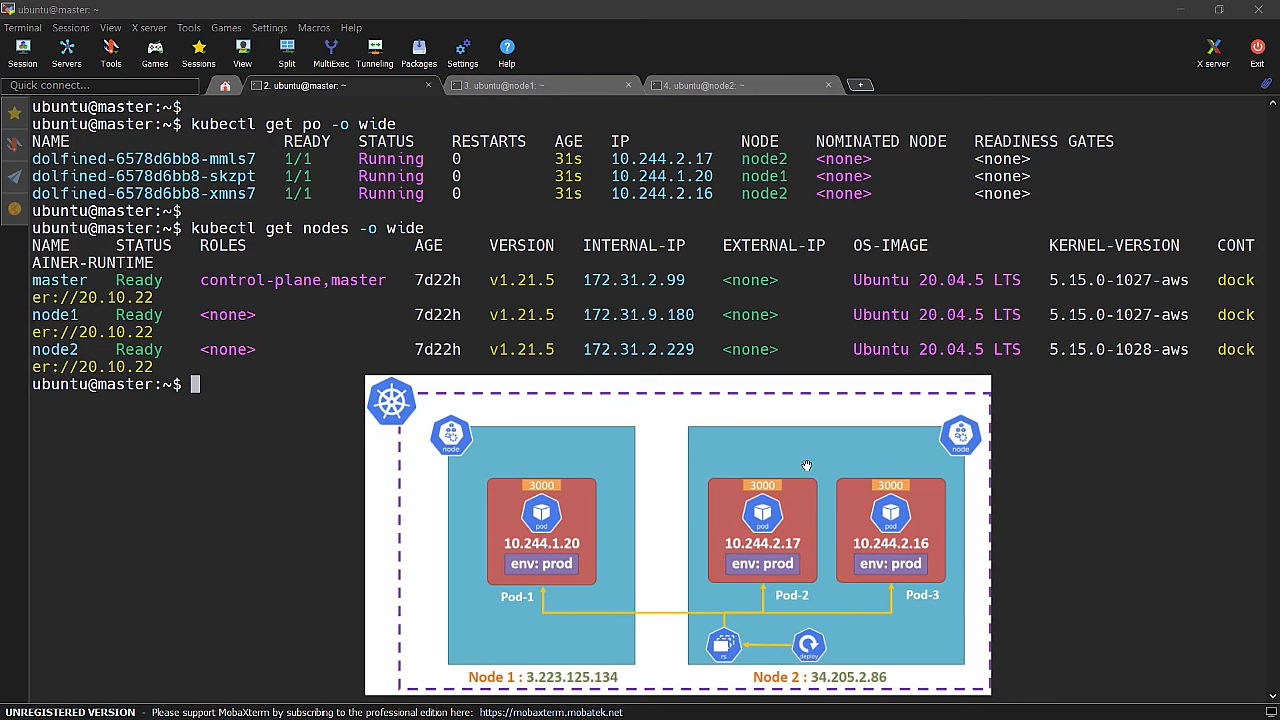 ubuntu@master: ~
Terminal Sessions View X server Tools Games Settings Macros Help
Session Servers Tools Games Sessions View Split MultiExec Tunneling Packages Settings Help X server Exit
Quick connect... 2. ubuntu@master: ~ 3. ubuntu@node1: ~ 4. ubuntu@node2: ~
ubuntu@master:~$
ubuntu@master:~$ kubectl get po -o wide
NAME READY STATUS RESTARTS AGE IP NODE NOMINATED NODE READINESS GATES
dolfined-6578d6bb8-mmls7 1/1 Running 0 31s 10.244.2.17 node2 <none> <none>
dolfined-6578d6bb8-skzpt 1/1 Running 0 31s 10.244.1.20 node1 <none> <none>
dolfined-6578d6bb8-xmns7 1/1 Running 0 31s 10.244.2.16 node2 <none> <none>
ubuntu@master:~$
ubuntu@master:~$ kubectl get nodes -o wide
NAME STATUS ROLES AGE VERSION INTERNAL-IP EXTERNAL-IP OS-IMAGE KERNEL-VERSION CONT
AINER-RUNTIME
master Ready control-plane,master 7d22h v1.21.5 172.31.2.99 <none> Ubuntu 20.04.5 LTS 5.15.0-1027-aws dock
er://20.10.22
node1 Ready <none> 7d22h v1.21.5 172.31.9.180 <none> Ubuntu 20.04.5 LTS 5.15.0-1027-aws dock
er://20.10.22
node2 Ready <none> 7d22h v1.21.5 172.31.2.229 <none> Ubuntu 20.04.5 LTS 5.15.0-1028-aws dock
er://20.10.22
ubuntu@master:~$
node node
3000 3000 3000
pod pod pod
10.244.1.20 10.244.2.17 10.244.2.16
env: prod env: prod env: prod
Pod-1 Pod-2 Pod-3
rs deploy
Node 1 : 3.223.125.134 Node 2 : 34.205.2.86
UNREGISTERED VERSION - Please support MobaXterm by subscribing to the professional edition here: https://mobaxterm.mobatek.net